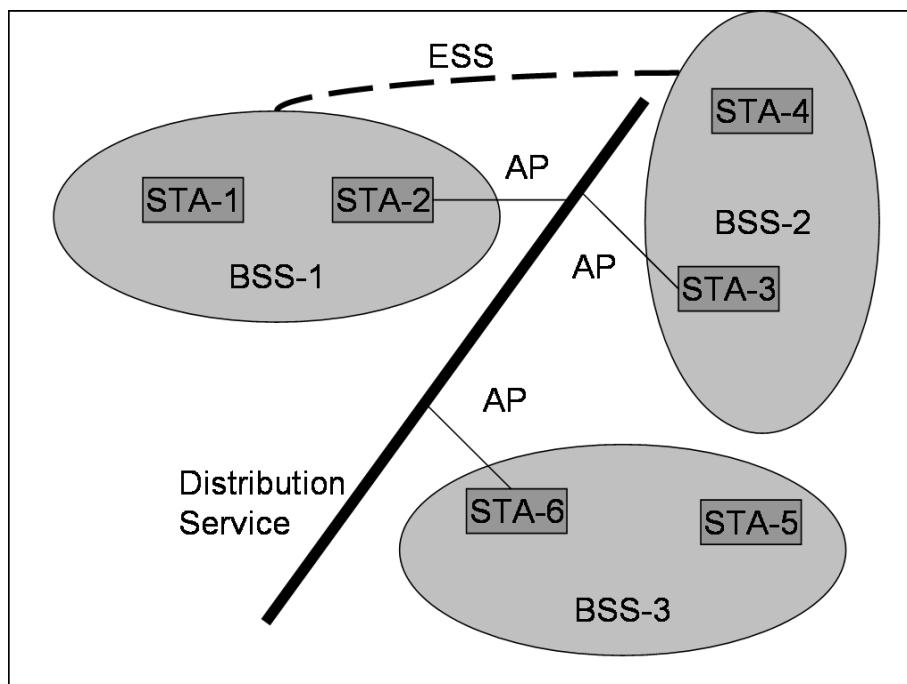 ESS
STA-4
AP
STA-1
STA-2
BSS-2
BSS-1
AP
STA-3
AP
Distribution
Service
STA-6
STA-5
BSS-3